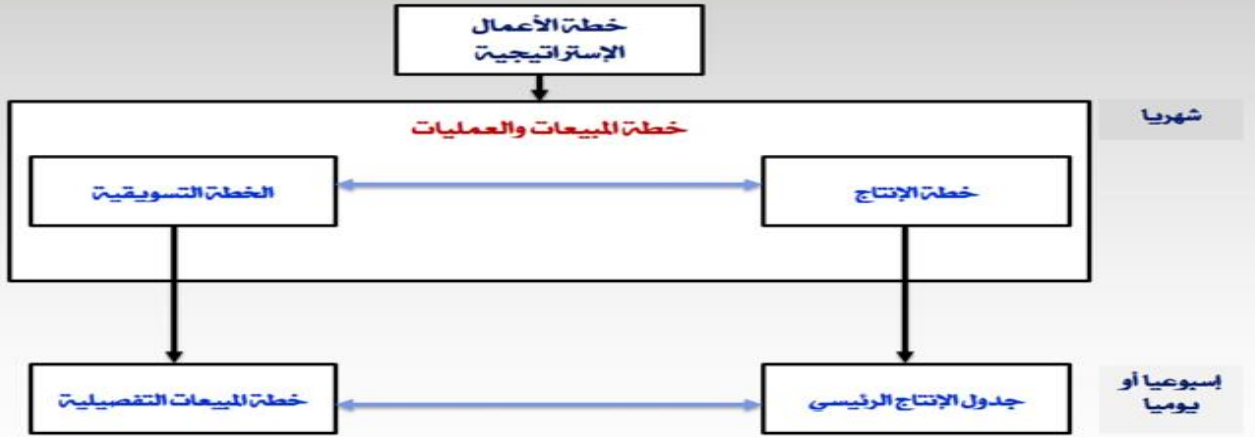 خطة الأعمال
الإستراتيجية
شهريا
خطة المبيعات والعمليات
خطة الإنتاج
الخطة التسويقية
إسبوعيا أو
يوميا
جدول الإنتاج الرئيسي
خطة المبيعات التفصيلية